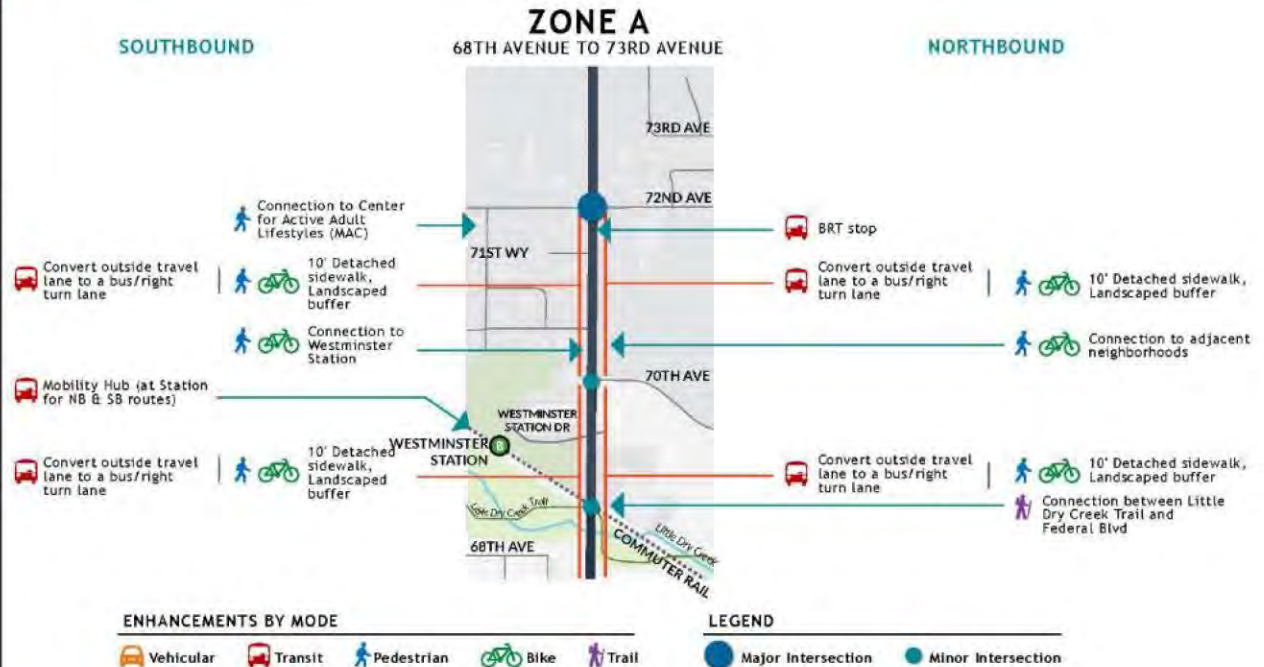 ZONE A
68TH AVENUE TO 73RD AVENUE
SOUTHBOUND
NORTHBOUND
Connection to Center
for Active Adult
Lifestyles (MAC)
Convert outside travel
lane to a bus/right
turn lane
10' Detached
sidewalk,
Landscaped
buffer
Connection to
Westminster
Station
Mobility Hub (at Station
for NB & SB routes)
Convert outside travel
lane to a bus/right
turn lane
10' Detached
sidewalk,
Landscaped
buffer
73RD AVE
72ND AVE
71ST WY
70TH AVE
WESTMINSTER
STATION DR
B
WESTMINSTER
STATION
Little Dry Creek Trail
68TH AVE
Little Dry Creek
COMMUTER RAIL
BRT stop
Convert outside travel
lane to a bus/right
turn lane
10' Detached sidewalk,
Landscaped buffer
Connection to adjacent
neighborhoods
Convert outside travel
lane to a bus/right
turn lane
10' Detached sidewalk,
Landscaped buffer
Connection between Little
Dry Creek Trail and
Federal Blvd
ENHANCEMENTS BY MODE
Vehicular
Transit
Pedestrian
Bike
Trail
LEGEND
Major Intersection
Minor Intersection